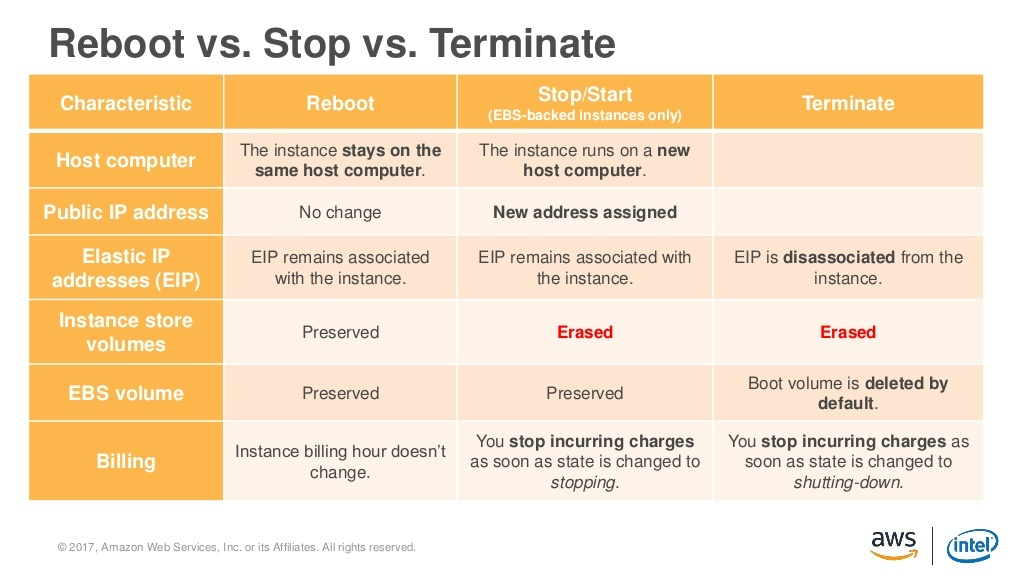 Reboot vs. Stop vs. Terminate
Characteristic
Reboot
Stop/Start
(EBS-backed instances only)
Terminate
Host computer
The instance stays on the
same host computer.
The instance runs on a new
host computer.
Public IP address
No change
New address assigned
Elastic IP
addresses (EIP)
EIP remains associated
with the instance.
EIP remains associated with
the instance.
EIP is disassociated from the
instance.
Instance store
volumes
Preserved
Erased
Erased
EBS volume
Preserved
Preserved
Boot volume is deleted by
default.
Billing
Instance billing hour doesn’t
change.
You stop incurring charges
as soon as state is changed to
stopping.
You stop incurring charges as
soon as state is changed to
shutting-down.
© 2017, Amazon Web Services, Inc. or its Affiliates. All rights reserved.
aws
intel